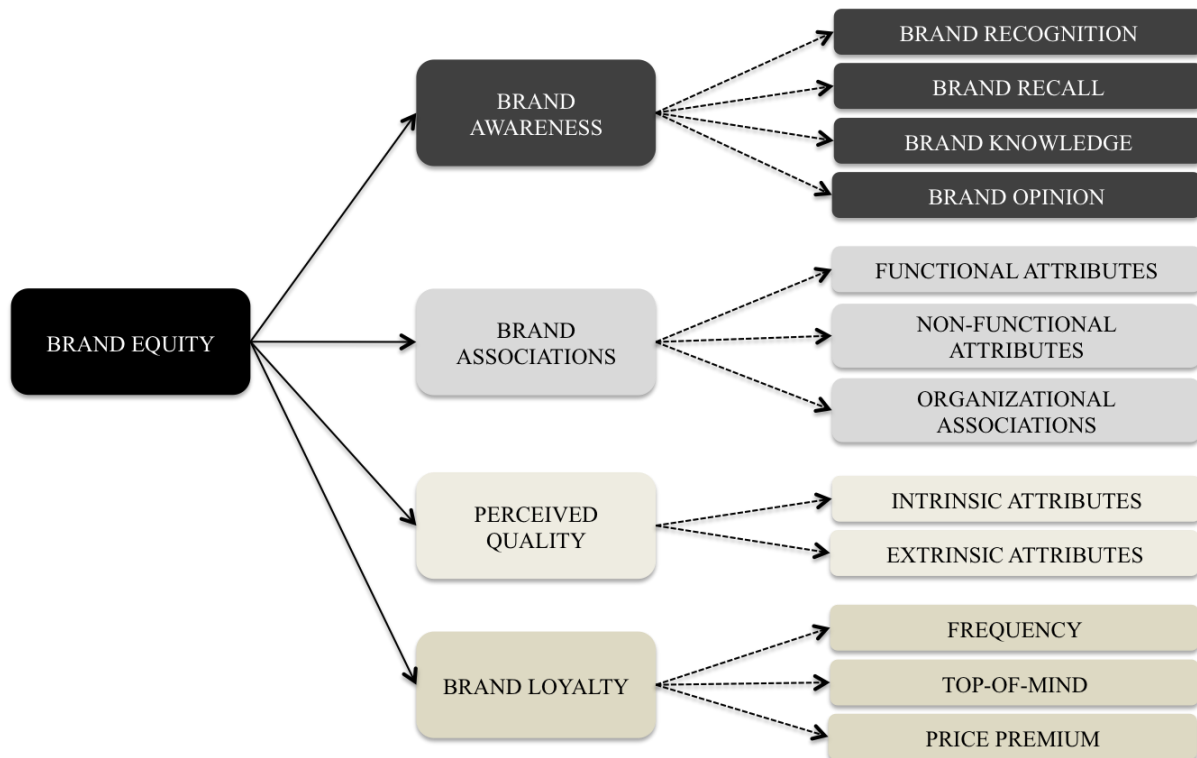 BRAND EQUITY
BRAND
AWARENESS
BRAND RECOGNITION
BRAND RECALL
BRAND KNOWLEDGE
BRAND OPINION
BRAND
ASSOCIATIONS
FUNCTIONAL ATTRIBUTES
NON-FUNCTIONAL
ATTRIBUTES
ORGANIZATIONAL
ASSOCIATIONS
PERCEIVED
QUALITY
INTRINSIC ATTRIBUTES
EXTRINSIC ATTRIBUTES
BRAND LOYALTY
FREQUENCY
TOP-OF-MIND
PRICE PREMIUM